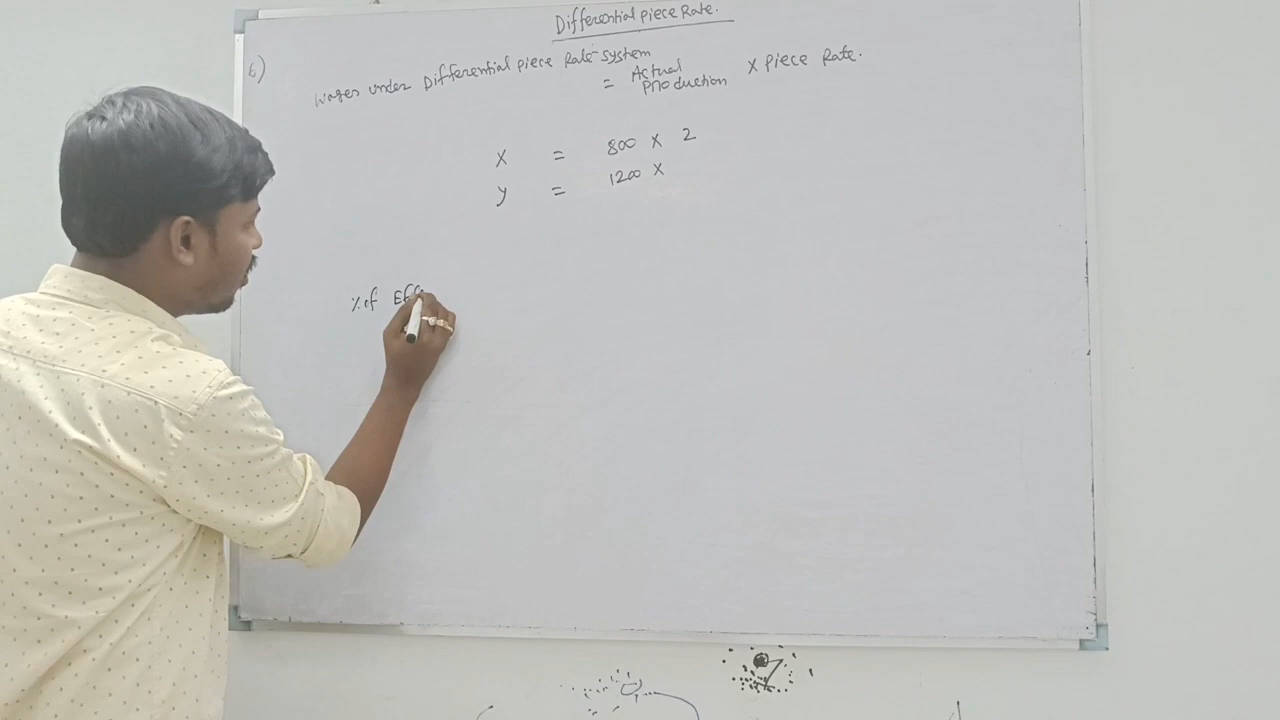 Differential piece Rate.
6) Wages under Differential piece Rate system
= Actual production x piece Rate.
x = 800 x 2
y = 1200 x
% of Eff